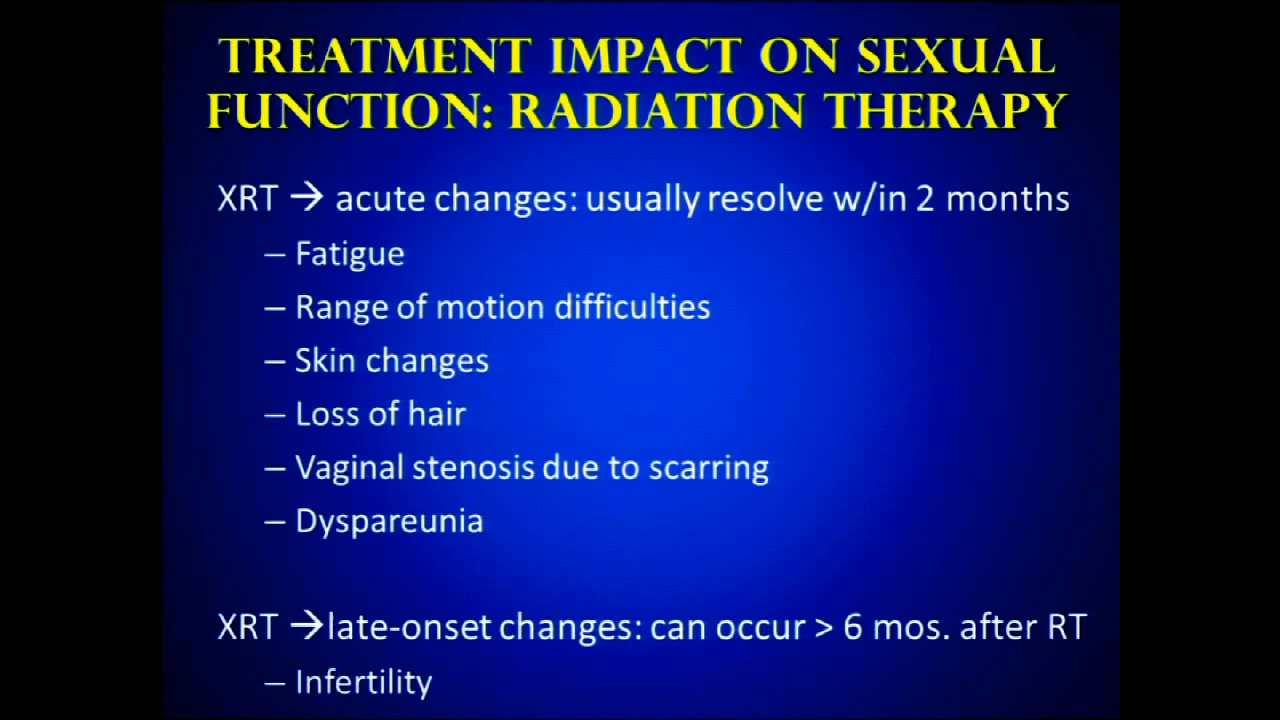 TREATMENT IMPACT ON SEXUAL
FUNCTION: RADIATION THERAPY
XRT → acute changes: usually resolve w/in 2 months
– Fatigue
– Range of motion difficulties
– Skin changes
– Loss of hair
– Vaginal stenosis due to scarring
– Dyspareunia
XRT →late-onset changes: can occur > 6 mos. after RT
– Infertility